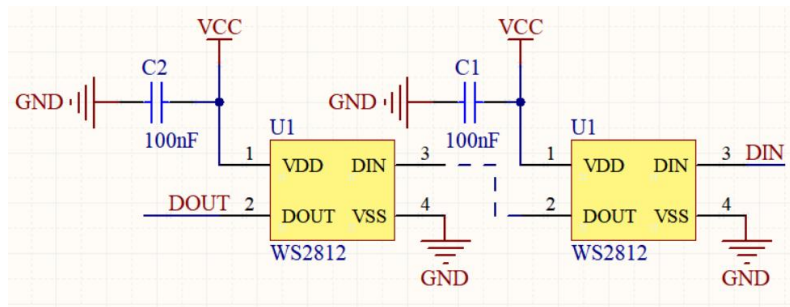 VCC VCC
C2 C1
GND GND
100nF 100nF
U1 U1
1 VDD DIN 3 1 VDD DIN 3 DIN
DOUT 2 DOUT VSS 4 2 DOUT VSS 4
WS2812 WS2812
GND GND